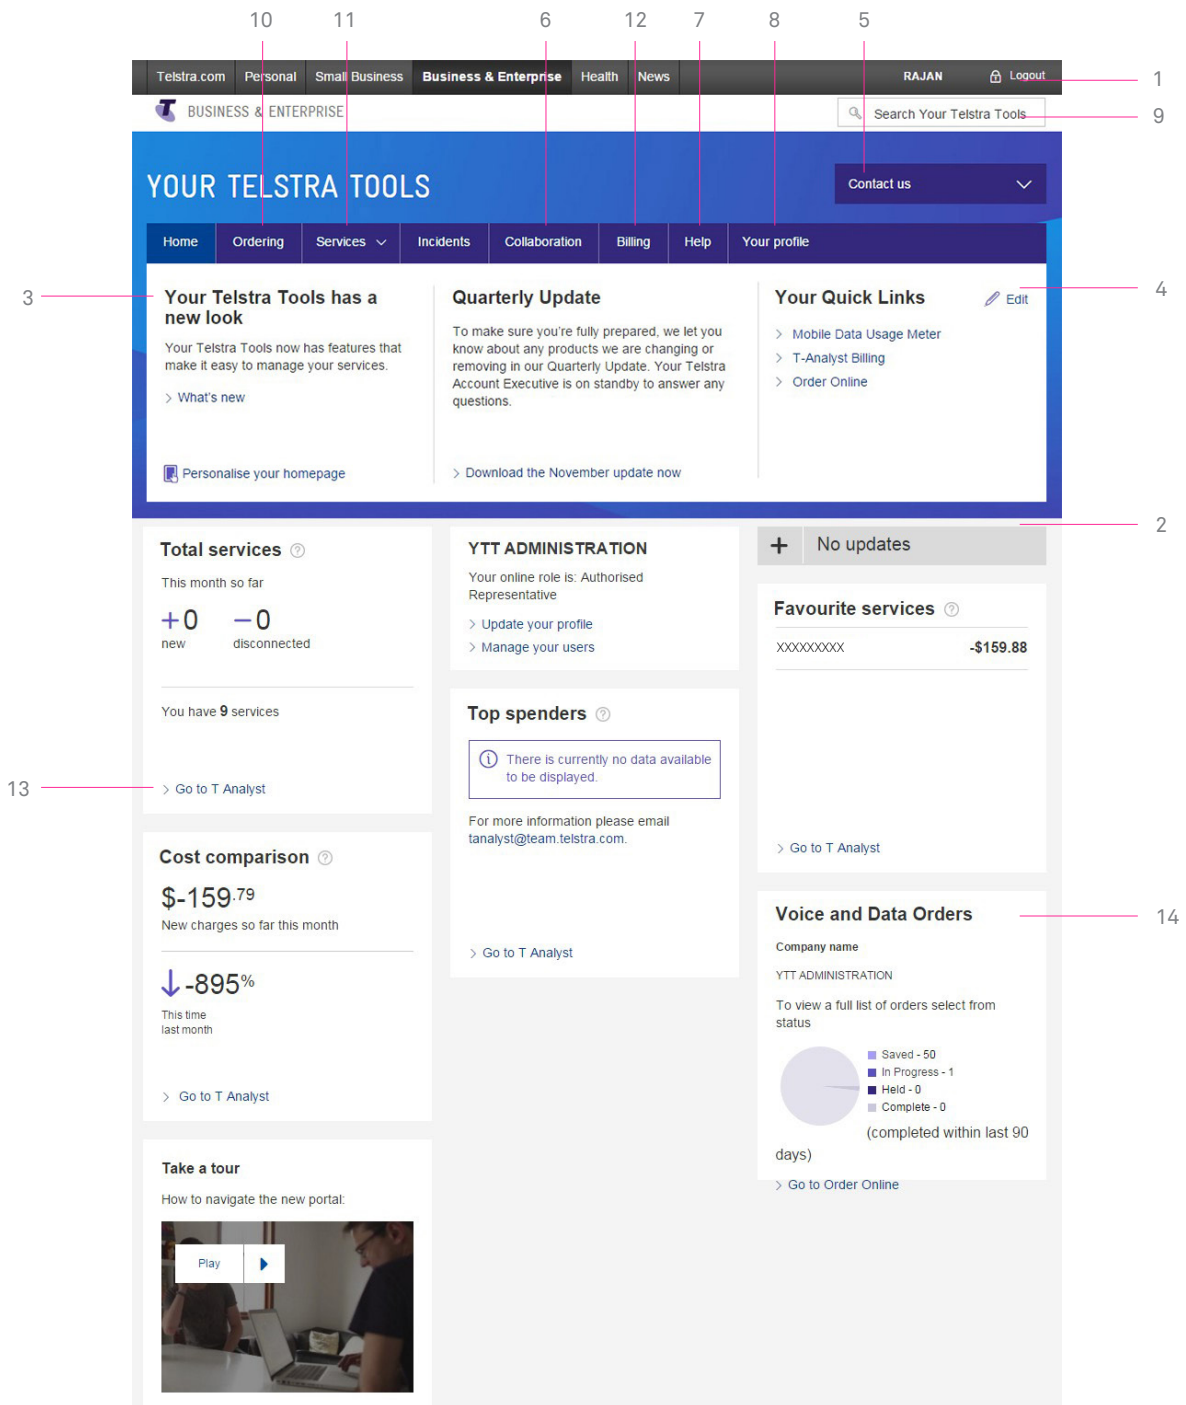 10 11 6 12 7 8 5
Telstra.com Personal Small Business Business & Enterprise Health News RAJAN Logout 1
BUSINESS & ENTERPRISE Search Your Telstra Tools 9
YOUR TELSTRA TOOLS Contact us
Home Ordering Services Incidents Collaboration Billing Help Your profile
3
Your Telstra Tools has a
new look
Your Telstra Tools now has features that
make it easy to manage your services.
What's new
Personalise your homepage
Quarterly Update
To make sure you're fully prepared, we let you
know about any products we are changing or
removing in our Quarterly Update. Your Telstra
Account Executive is on standby to answer any
questions.
Download the November update now
Your Quick Links Edit 4
Mobile Data Usage Meter
T-Analyst Billing
Order Online
2
Total services ?
This month so far
+0 −0
new disconnected
You have 9 services
13 Go to T Analyst
Cost comparison ?
$-159.79
New charges so far this month
-895%
This time
last month
Go to T Analyst
Take a tour
How to navigate the new portal:
Play
YTT ADMINISTRATION
Your online role is: Authorised
Representative
Update your profile
Manage your users
Top spenders ?
There is currently no data available
to be displayed.
For more information please email
tanalyst@team.telstra.com.
Go to T Analyst
+ No updates
Favourite services ?
XXXXXXXXX -$159.88
Go to T Analyst
Voice and Data Orders 14
Company name
YTT ADMINISTRATION
To view a full list of orders select from
status
Saved - 50
In Progress - 1
Held - 0
Complete - 0
(completed within last 90
days)
Go to Order Online